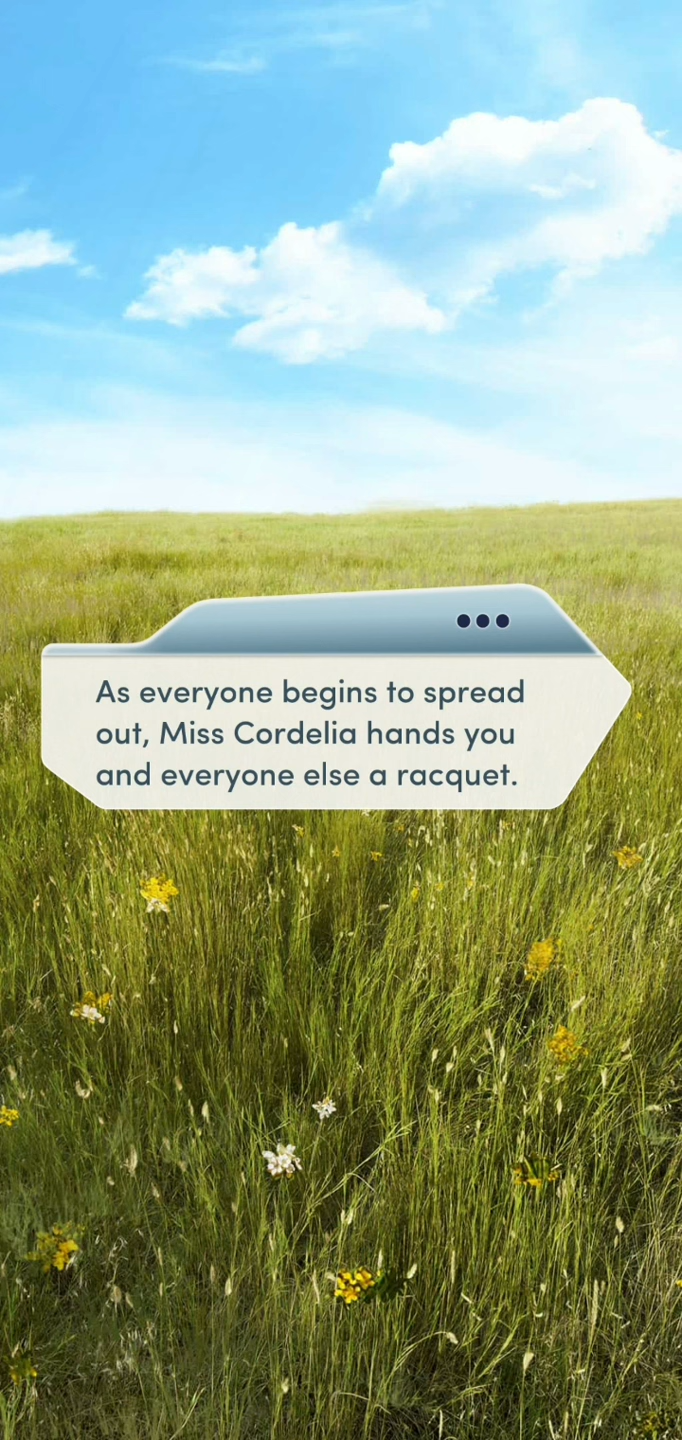 As everyone begins to spread
out, Miss Cordelia hands you
and everyone else a racquet.